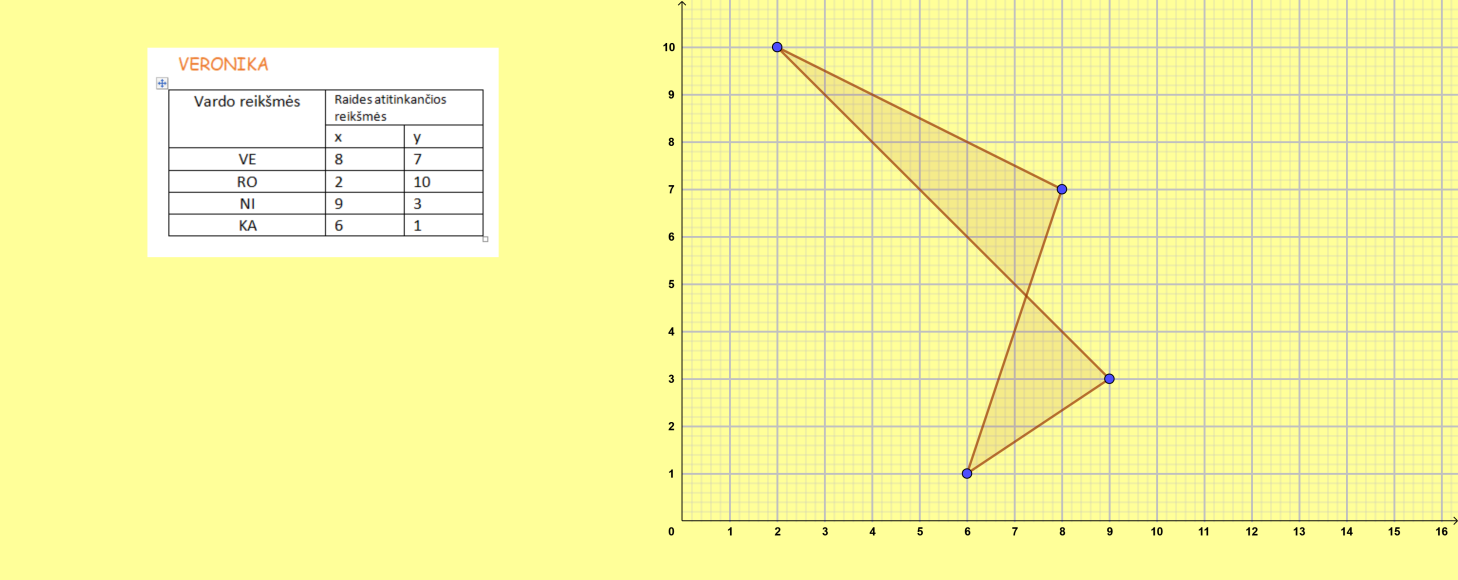 VERONIKA
Vardo reikšmės
Raides atitinkančios
reikšmės
x y
VE 8 7
RO 2 10
NI 9 3
KA 6 1
10
9
8
7
6
5
4
3
2
1
0 1 2 3 4 5 6 7 8 9 10 11 12 13 14 15 16